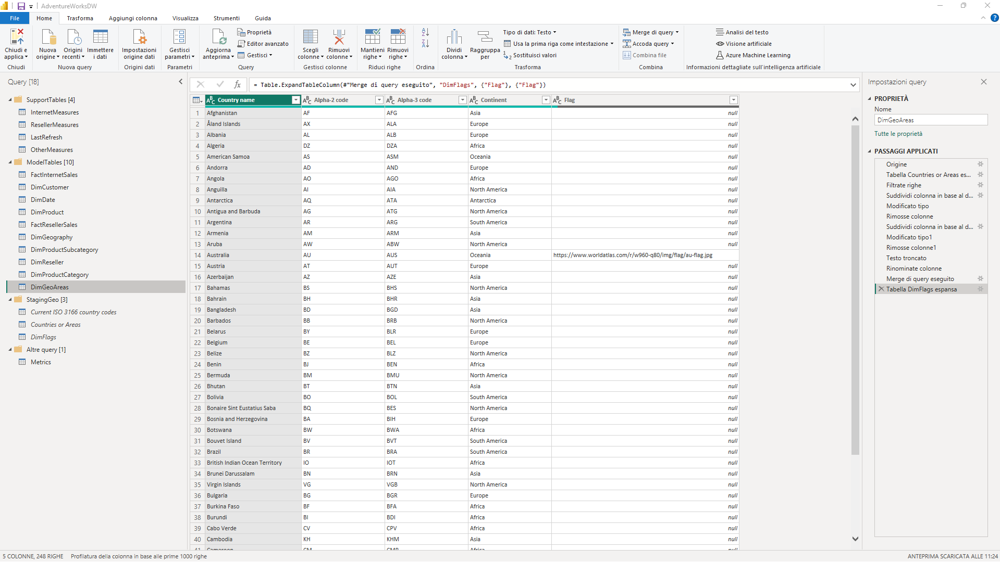 AdventureWorksDW
File
Home
Trasforma
Aggiungi colonna
Visualizza
Strumenti
Guida
Chiudi e applica
Chiudi
Nuova origine
Origini recenti
Immettere i dati
Nuova query
Impostazioni origine dati
Origini dati
Gestisci parametri
Parametri
Aggiorna anteprima
Proprietà
Editor avanzato
Gestisci
Query
Scegli colonne
Rimuovi colonne
Gestisci colonne
Mantieni righe
Rimuovi righe
Riduci righe
Ordina
Dividi colonna
Raggruppa per
Tipo di dati: Testo
Usa la prima riga come intestazione
Sostituisci valori
Trasforma
Merge di query
Accoda query
Combina file
Combina
Analisi del testo
Visione artificiale
Azure Machine Learning
Informazioni dettagliate sull'intelligenza artificiale
Query [18]
SupportTables [4]
InternetMeasures
ResellerMeasures
LastRefresh
OtherMeasures
ModelTables [10]
FactInternetSales
DimCustomer
DimDate
DimProduct
FactResellerSales
DimGeography
DimProductSubcategory
DimReseller
DimProductCategory
DimGeoAreas
StagingGeo [3]
Current ISO 3166 country codes
Countries or Areas
DimFlags
Altre query [1]
Metrics
= Table.ExpandTableColumn(#"Merge di query eseguito", "DimFlags", {"Flag"}, {"Flag"})
Country name Alpha-2 code Alpha-3 code Continent Flag
1 Afghanistan AF AFG Asia null
2 Åland Islands AX ALA Europe null
3 Albania AL ALB Europe null
4 Algeria DZ DZA Africa null
5 American Samoa AS ASM Oceania null
6 Andorra AD AND Europe null
7 Angola AO AGO Africa null
8 Anguilla AI AIA North America null
9 Antarctica AQ ATA Antarctica null
10 Antigua and Barbuda AG ATG North America null
11 Argentina AR ARG South America null
12 Armenia AM ARM Asia null
13 Aruba AW ABW North America null
14 Australia AU AUS Oceania https://www.worldatlas.com/r/w960-q80/img/flag/au-flag.jpg
15 Austria AT AUT Europe null
16 Azerbaijan AZ AZE Asia null
17 Bahamas BS BHS North America null
18 Bahrain BH BHR Asia null
19 Bangladesh BD BGD Asia null
20 Barbados BB BRB North America null
21 Belarus BY BLR Europe null
22 Belgium BE BEL Europe null
23 Belize BZ BLZ North America null
24 Benin BJ BEN Africa null
25 Bermuda BM BMU North America null
26 Bhutan BT BTN Asia null
27 Bolivia BO BOL South America null
28 Bonaire Sint Eustatius Saba BQ BES North America null
29 Bosnia and Herzegovina BA BIH Europe null
30 Botswana BW BWA Africa null
31 Bouvet Island BV BVT South America null
32 Brazil BR BRA South America null
33 British Indian Ocean Territory IO IOT Africa null
34 Brunei Darussalam BN BRN Asia null
35 Virgin Islands VG VGB North America null
36 Bulgaria BG BGR Europe null
37 Burkina Faso BF BFA Africa null
38 Burundi BI BDI Africa null
39 Cabo Verde CV CPV Africa null
40 Cambodia KH KHM Asia null
41 Cameroon CM CMR Africa null
Impostazioni query
PROPRIETÀ
Nome
DimGeoAreas
Tutte le proprietà
PASSAGGI APPLICATI
Origine
Tabella Countries or Areas es...
Filtrate righe
Suddividi colonna in base al d...
Modificato tipo
Rimosse colonne
Suddividi colonna in base al d...
Modificato tipo1
Rimosse colonne1
Testo troncato
Rinominate colonne
Merge di query eseguito
Tabella DimFlags espansa
5 COLONNE, 248 RIGHE
Profilatura della colonna in base alle prime 1000 righe
ANTEPRIMA SCARICATA ALLE 11:24